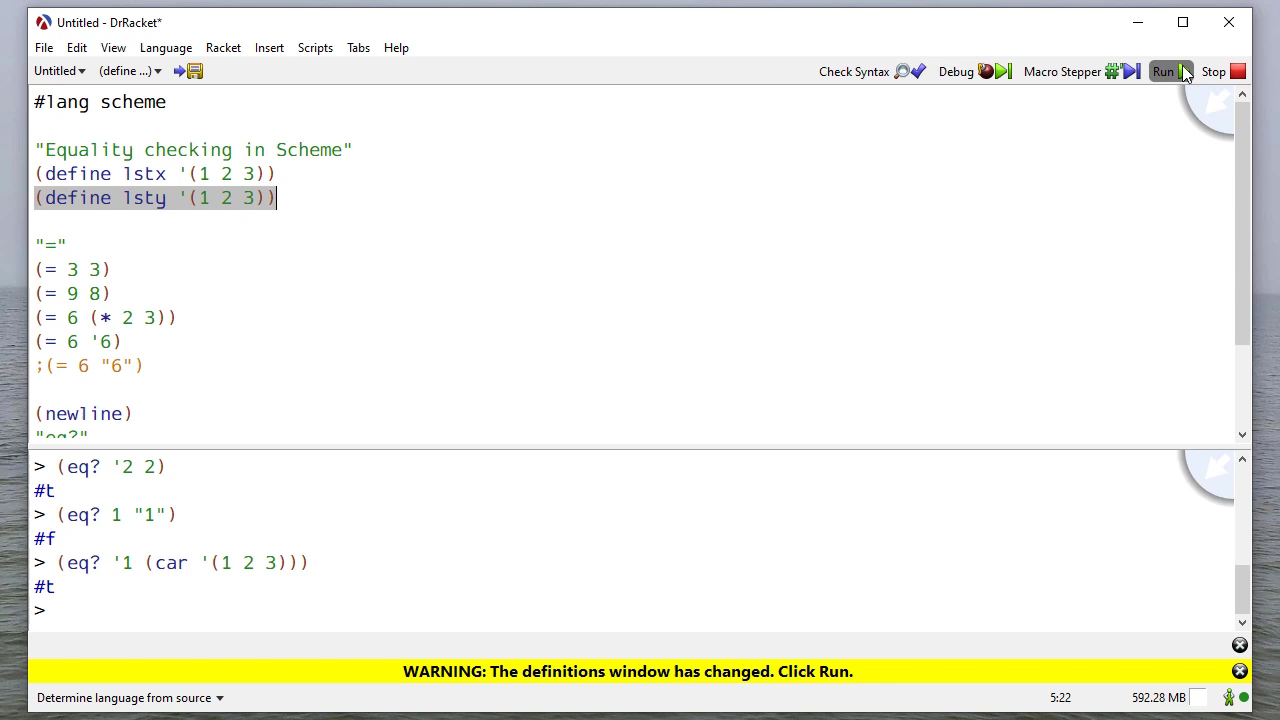 Untitled - DrRacket*
File Edit View Language Racket Insert Scripts Tabs Help
Untitled (define ...) Check Syntax Debug Macro Stepper Run Stop
#lang scheme
"Equality checking in Scheme"
(define lstx '(1 2 3))
(define lsty '(1 2 3))
"="
(= 3 3)
(= 9 8)
(= 6 (* 2 3))
(= 6 '6)
;(= 6 "6")
(newline)
"eq?"
> (eq? '2 2)
#t
> (eq? 1 "1")
#f
> (eq? '1 (car '(1 2 3)))
#t
>
WARNING: The definitions window has changed. Click Run.
Determine language from source 5:22 592.28 MB